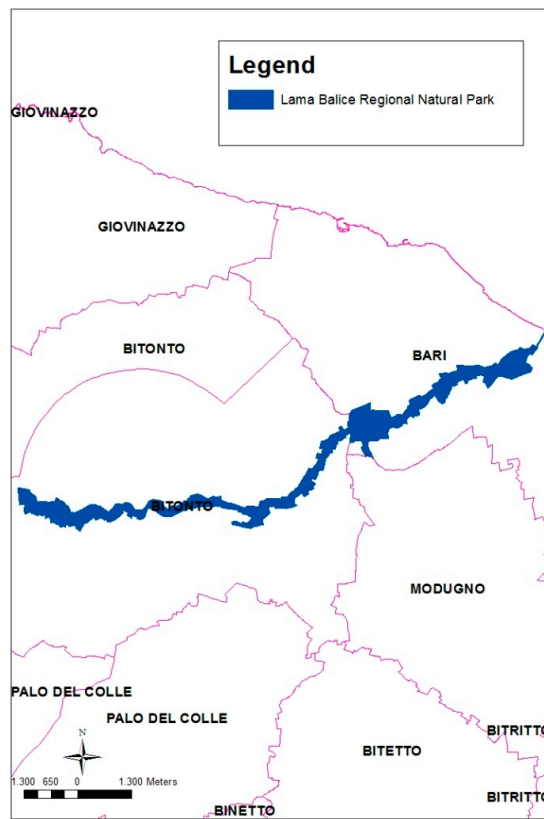 Legend
Lama Balice Regional Natural Park
GIOVINAZZO
GIOVINAZZO
BITONTO
BARI
BITONTO
MODUGNO
PALO DEL COLLE
PALO DEL COLLE
BITRITTO
BITETTO
N
1.300 650 0 1.300 Meters
BITRITTO
BINETTO